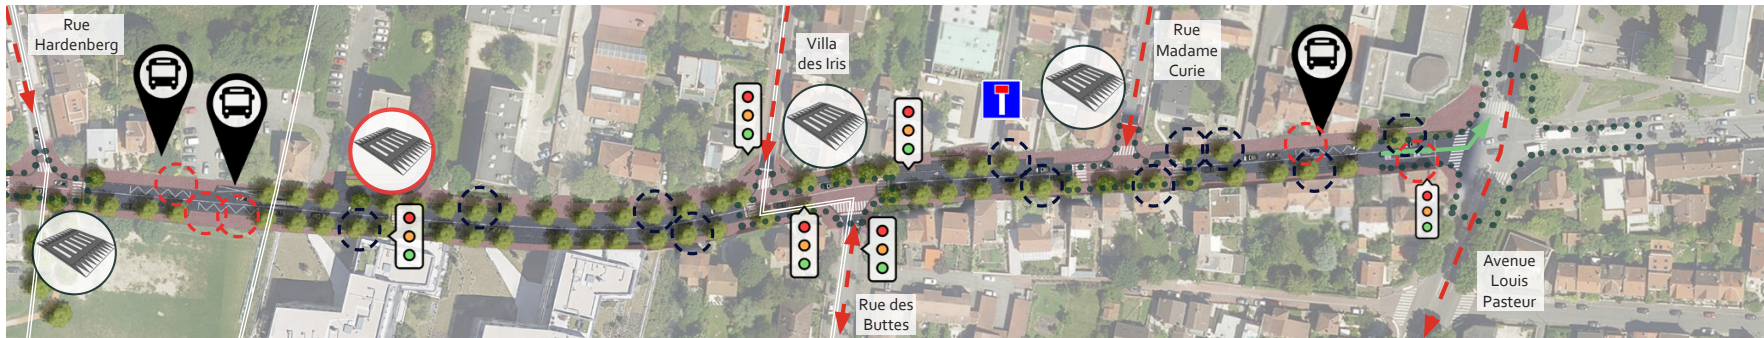 Rue
Hardenberg
Villa
des Iris
Rue
Madame
Curie
Rue des
Buttes
Avenue
Louis
Pasteur